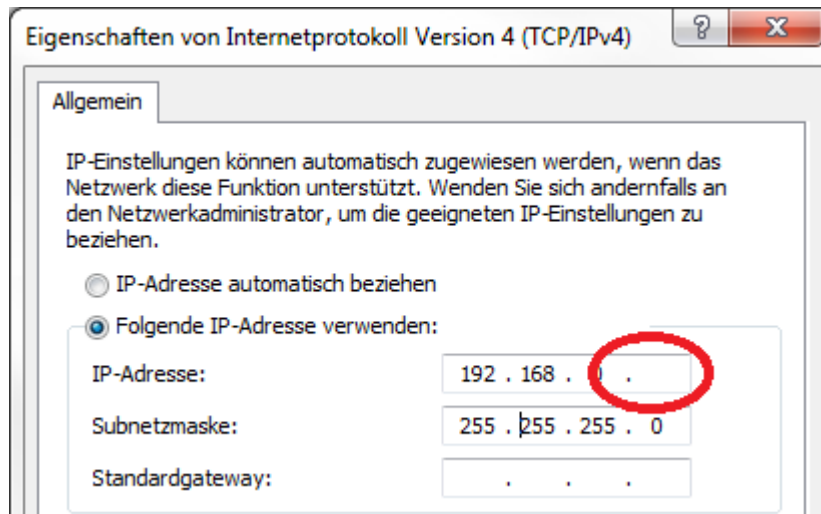 Eigenschaften von Internetprotokoll Version 4 (TCP/IPv4)
Allgemein
IP-Einstellungen können automatisch zugewiesen werden, wenn das
Netzwerk diese Funktion unterstützt. Wenden Sie sich andernfalls an
den Netzwerkadministrator, um die geeigneten IP-Einstellungen zu
beziehen.
IP-Adresse automatisch beziehen
Folgende IP-Adresse verwenden:
IP-Adresse: 192 . 168 . .
Subnetzmaske: 255 . 255 . 255 . 0
Standardgateway: . . .